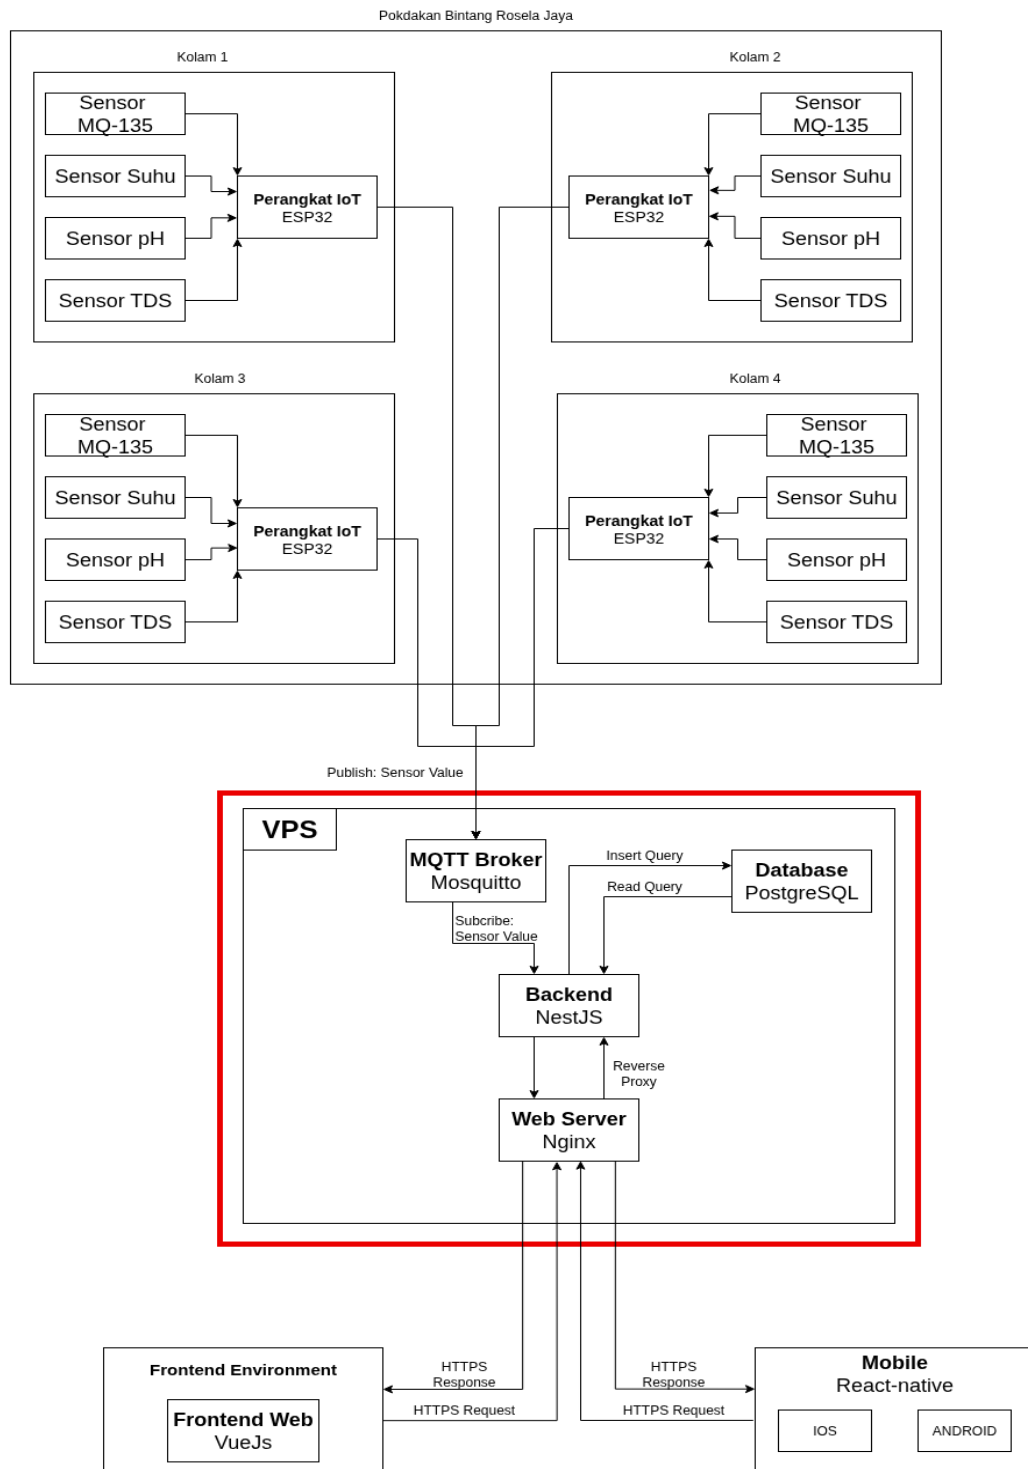 Pokdakan Bintang Rosela Jaya
Kolam 1
Sensor
MQ-135
Sensor Suhu
Sensor pH
Sensor TDS
Perangkat IoT
ESP32
Kolam 2
Sensor
MQ-135
Sensor Suhu
Sensor pH
Sensor TDS
Perangkat IoT
ESP32
Kolam 3
Sensor
MQ-135
Sensor Suhu
Sensor pH
Sensor TDS
Perangkat IoT
ESP32
Kolam 4
Sensor
MQ-135
Sensor Suhu
Sensor pH
Sensor TDS
Perangkat IoT
ESP32
Publish: Sensor Value
VPS
MQTT Broker
Mosquitto
Insert Query
Read Query
Database
PostgreSQL
Subcribe:
Sensor Value
Backend
NestJS
Reverse
Proxy
Web Server
Nginx
Frontend Environment
Frontend Web
VueJs
HTTPS
Response
HTTPS Request
HTTPS
Response
HTTPS Request
Mobile
React-native
IOS
ANDROID